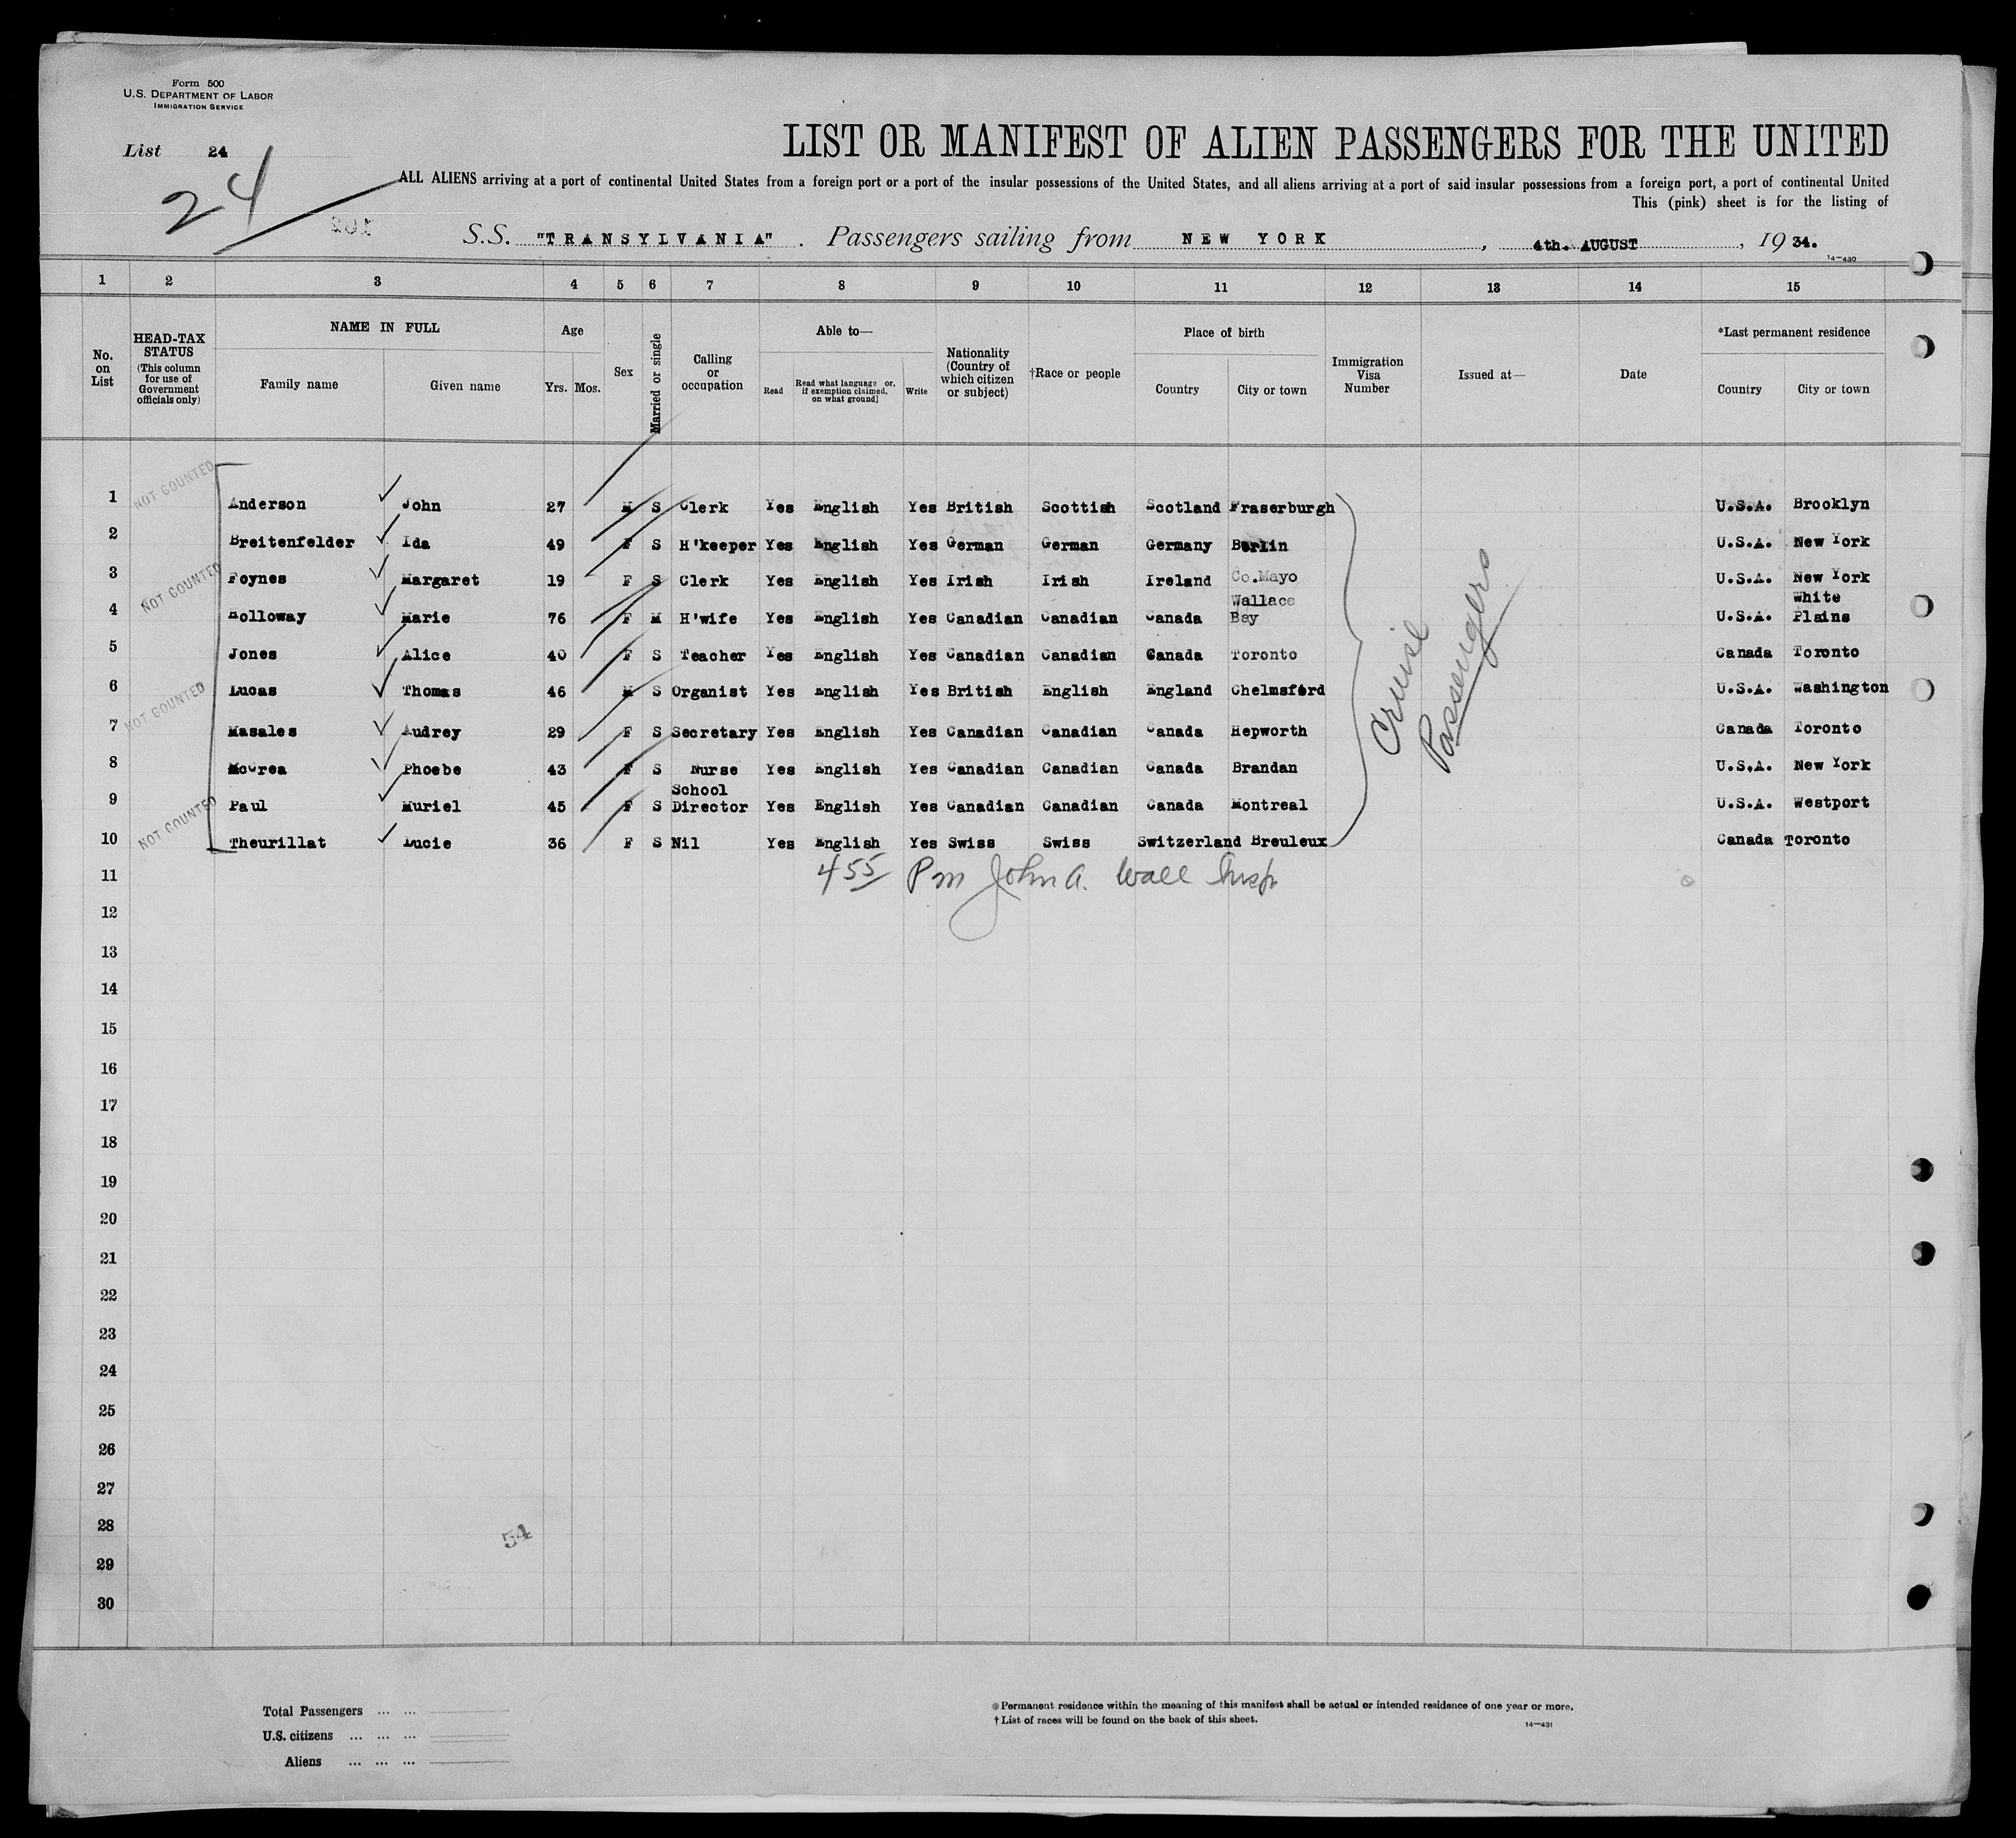 Form 500
U.S. DEPARTMENT OF LABOR
IMMIGRATION SERVICE
List 24
24
LIST OR MANIFEST OF ALIEN PASSENGERS FOR THE UNITED
ALL ALIENS arriving at a port of continental United States from a foreign port or a port of the insular possessions of the United States, and all aliens arriving at a port of said insular possessions from a foreign port, a port of continental United
This (pink) sheet is for the listing of
S.S. "TRANSYLVANIA". Passengers sailing from NEW YORK, 4th. AUGUST, 1934.
14—430
1 2 3 4 5 6 7 8 9 10 11 12 13 14 15
No. on List
HEAD-TAX STATUS (This column for use of Government officials only)
NAME IN FULL
Family name Given name
Age
Yrs. Mos.
Sex
Married or single
Calling or occupation
Able to—
Read Read what language or, if exemption claimed, on what ground] Write
Nationality (Country of which citizen or subject)
†Race or people
Place of birth
Country City or town
Immigration Visa Number
Issued at—
Date
*Last permanent residence
Country City or town
NOT COUNTED
1 Anderson John 27 M S Clerk Yes English Yes British Scottish Scotland Fraserburgh U.S.A. Brooklyn
2 Breitenfelder Ida 49 F S H'keeper Yes English Yes German German Germany Berlin U.S.A. New York
NOT COUNTED
3 Foynes Margaret 19 F S Clerk Yes English Yes Irish Irish Ireland Co.Mayo U.S.A. New York
4 Holloway Marie 76 F M H'wife Yes English Yes Canadian Canadian Canada Wallace Bay U.S.A. White Plains
5 Jones Alice 40 F S Teacher Yes English Yes Canadian Canadian Canada Toronto Canada Toronto
NOT COUNTED
6 Lucas Thomas 46 M S Organist Yes English Yes British English England Chelmsford U.S.A. Washington
7 Masales Audrey 29 F S Secretary Yes English Yes Canadian Canadian Canada Hepworth Canada Toronto
8 McCrea Phoebe 43 F S Nurse Yes English Yes Canadian Canadian Canada Brandan U.S.A. New York
NOT COUNTED
9 Paul Muriel 45 F S School Director Yes English Yes Canadian Canadian Canada Montreal U.S.A. Westport
10 Theurillat Lucie 36 F S Nil Yes English Yes Swiss Swiss Switzerland Breuleux Canada Toronto
Cruise
Passengers
11 455 Pm John A. Wall Insp
12
13
14
15
16
17
18
19
20
21
22
23
24
25
26
27
28
54
29
30
Total Passengers ... ...
U.S. citizens ... ... ...
Aliens ... ... ...
*Permanent residence within the meaning of this manifest shall be actual or intended residence of one year or more.
†List of races will be found on the back of this sheet.
14—431